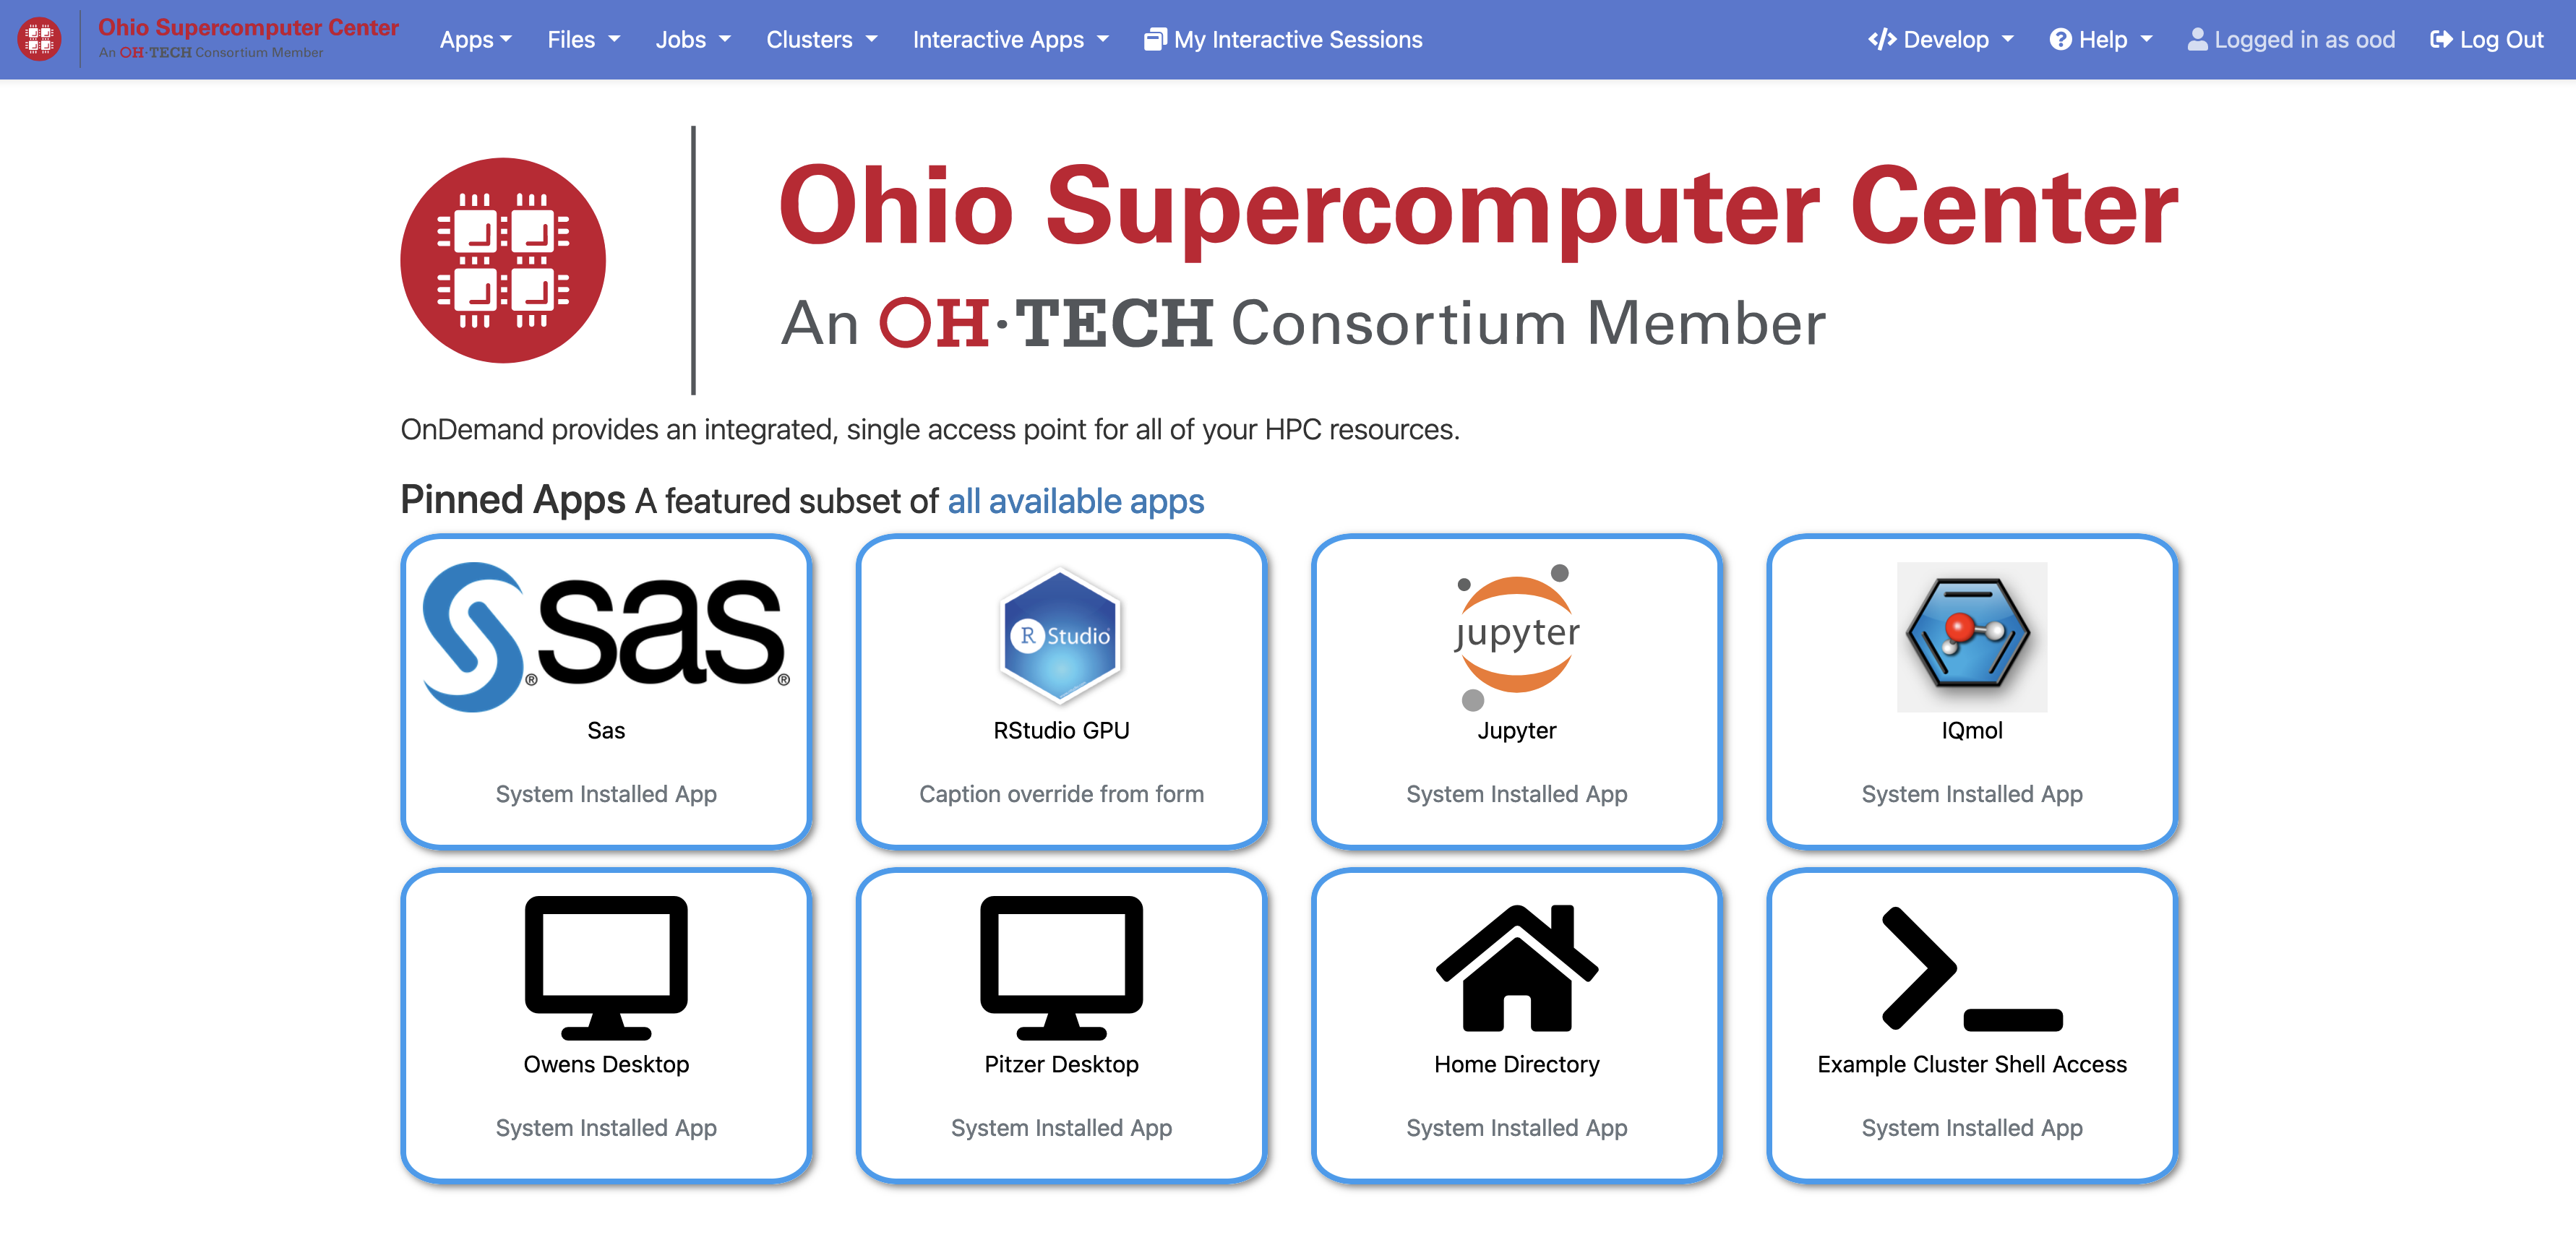 Ohio Supercomputer Center
An OH·TECH Consortium Member
Apps Files Jobs Clusters Interactive Apps My Interactive Sessions Develop Help Logged in as ood Log Out
Ohio Supercomputer Center
An OH·TECH Consortium Member
OnDemand provides an integrated, single access point for all of your HPC resources.
Pinned Apps A featured subset of all available apps
sas
R Studio
jupyter
Sas
RStudio GPU
Jupyter
IQmol
System Installed App
Caption override from form
System Installed App
System Installed App
Owens Desktop
Pitzer Desktop
Home Directory
Example Cluster Shell Access
System Installed App
System Installed App
System Installed App
System Installed App